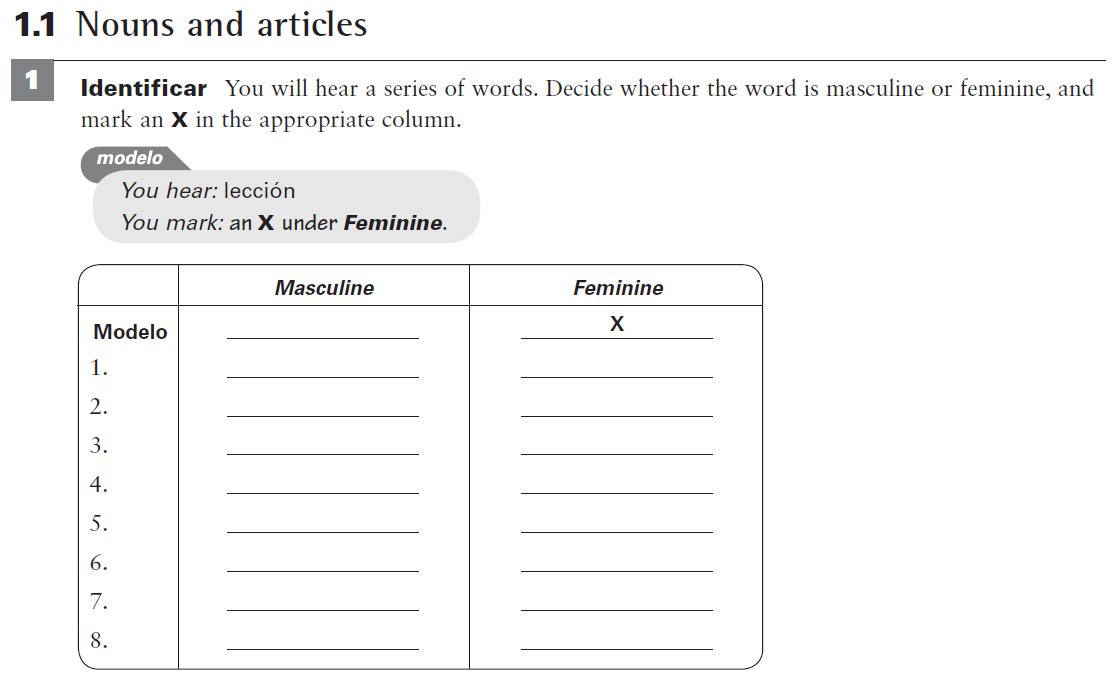 1.1 Nouns and articles
1 Identificar You will hear a series of words. Decide whether the word is masculine or feminine, and
mark an X in the appropriate column.
modelo
You hear: lección
You mark: an X under Feminine.
Masculine Feminine
Modelo X
1.
2.
3.
4.
5.
6.
7.
8.